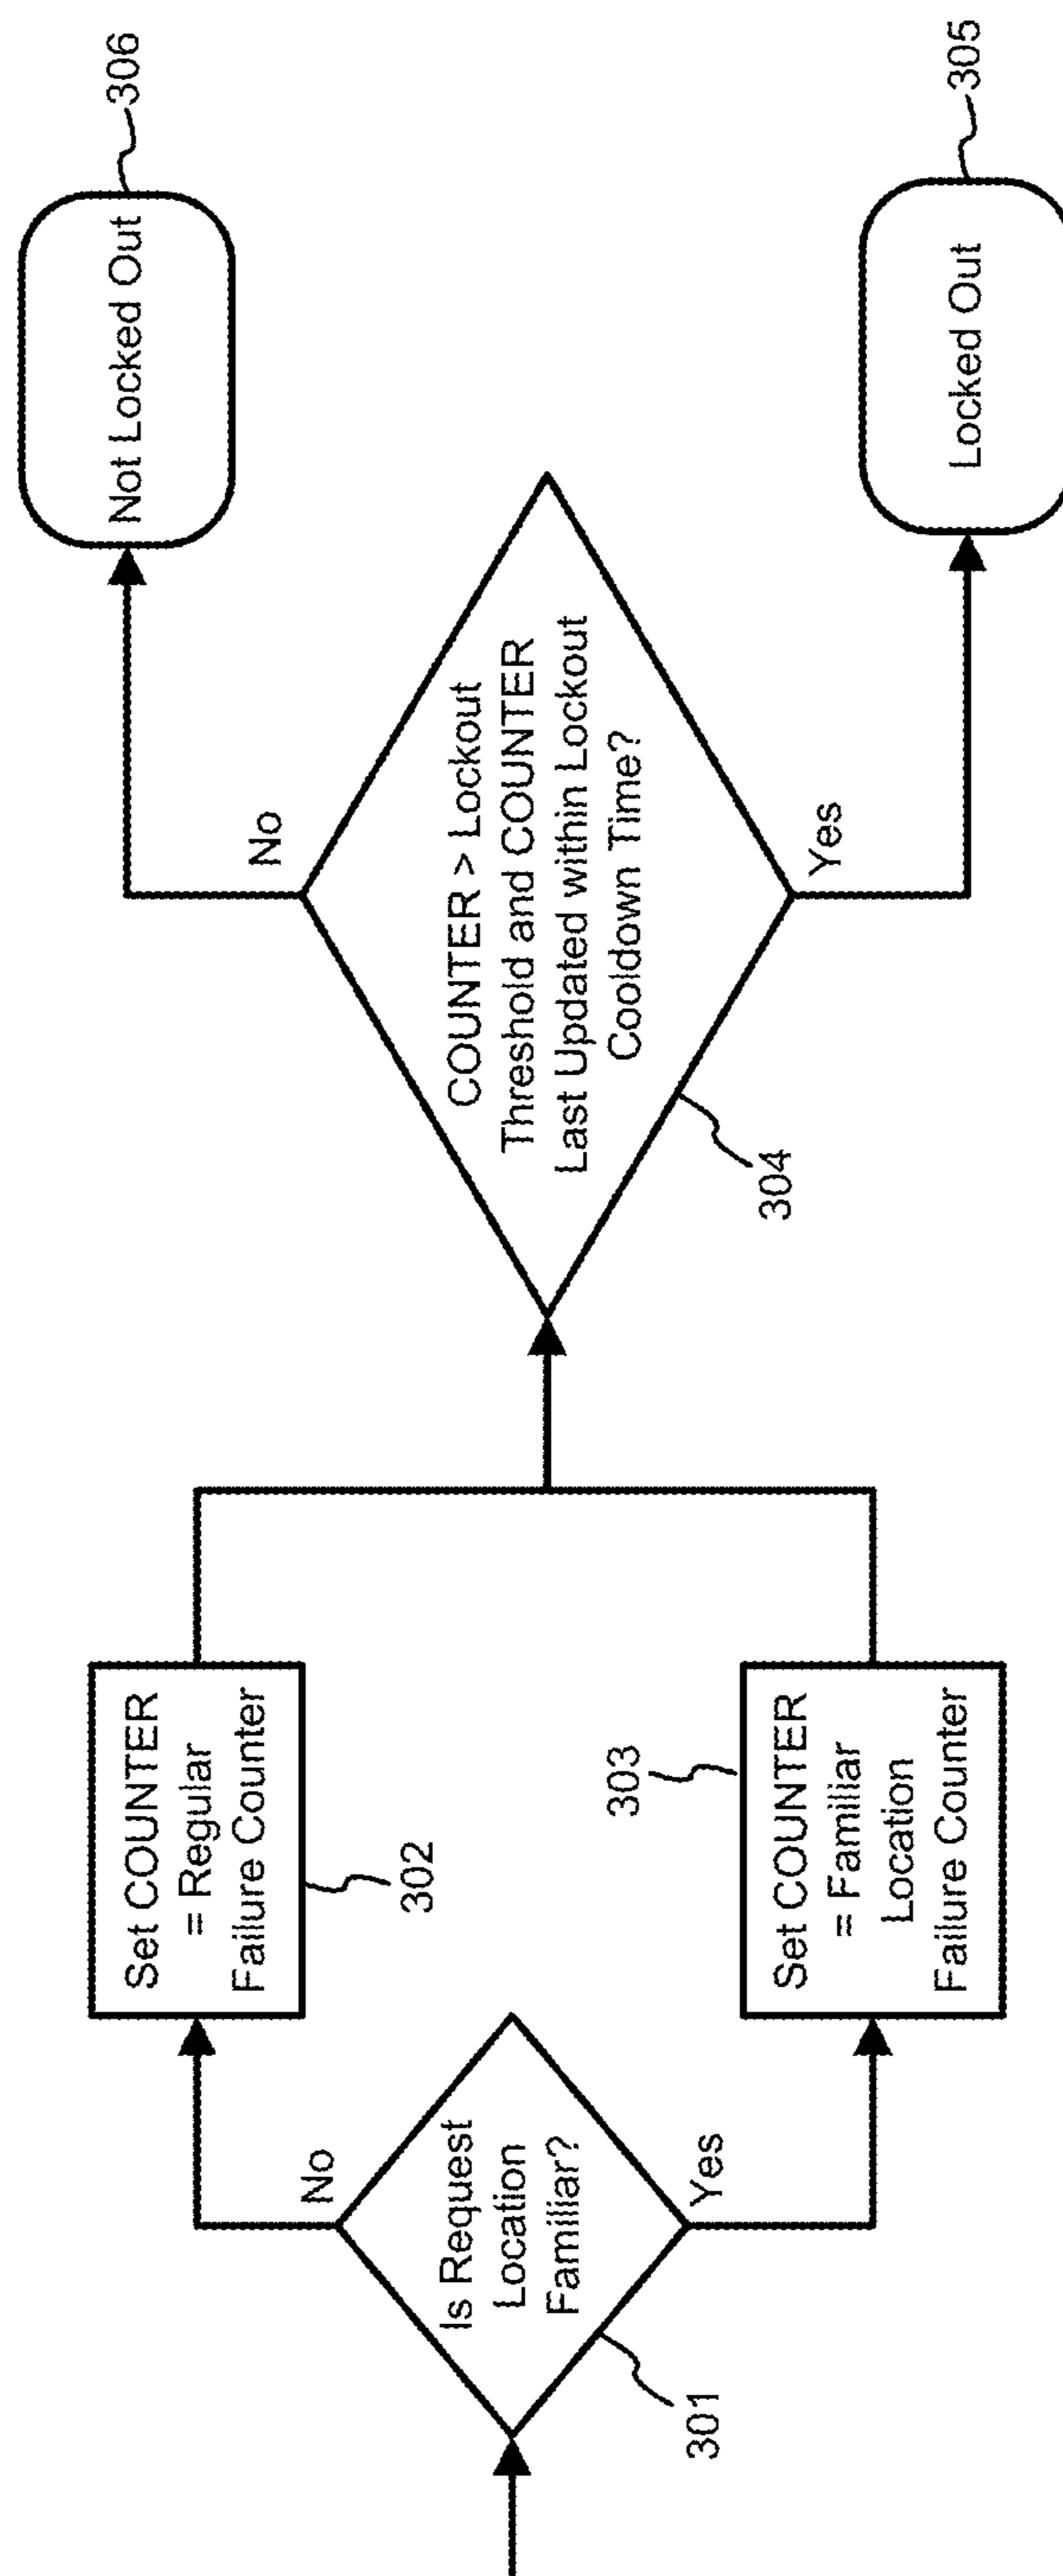 Is Request
Location
Familiar?
301
No
Yes
Set COUNTER
= Regular
Failure Counter
302
Set COUNTER
= Familiar
Location
Failure Counter
303
COUNTER > Lockout
Threshold and COUNTER
Last Updated within Lockout
Cooldown Time?
304
No
Yes
Not Locked Out
306
Locked Out
305